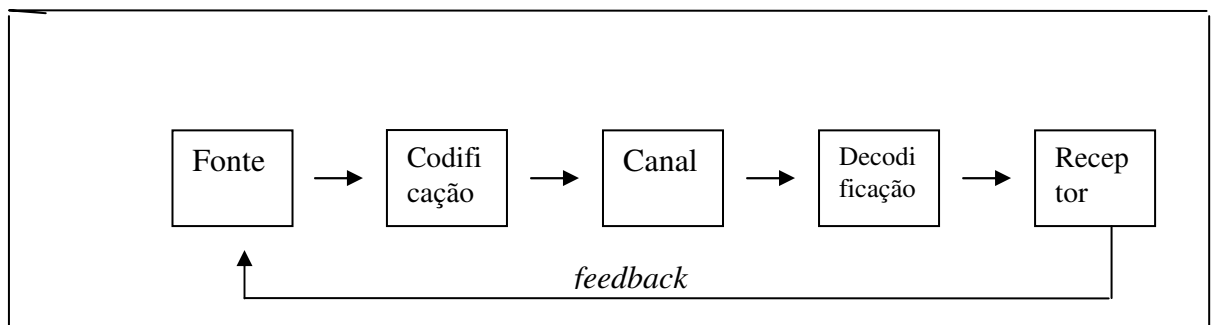 Fonte
Codifi
cação
Canal
Decodi
ficação
Recep
tor
feedback